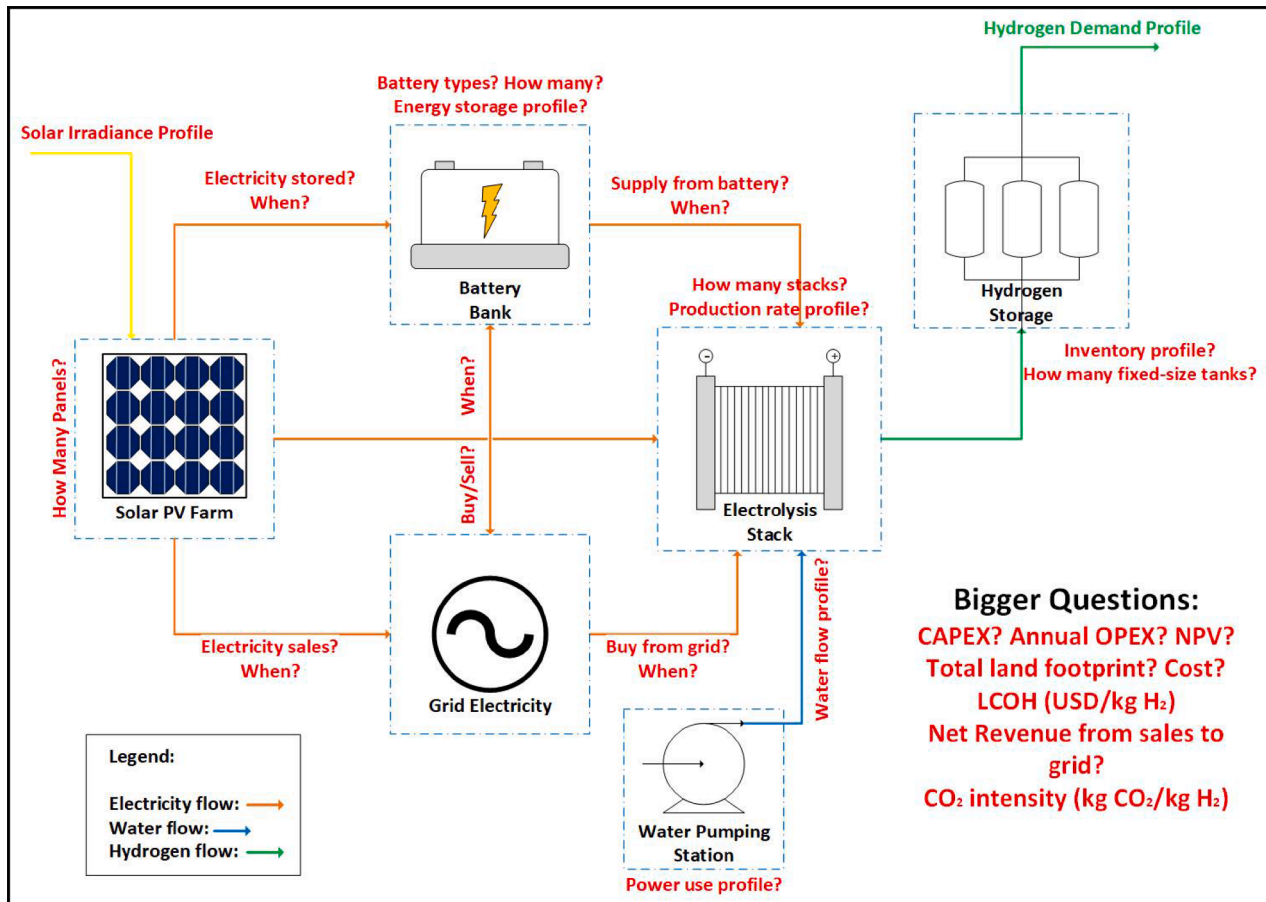 Hydrogen Demand Profile
Battery types? How many?
Energy storage profile?
Solar Irradiance Profile
Electricity stored?
When?
Supply from battery?
When?
Battery
Bank
How many stacks?
Production rate profile?
Hydrogen
Storage
Inventory profile?
How many fixed-size tanks?
How Many Panels?
Solar PV Farm
When?
Buy/Sell?
-
+
Electrolysis
Stack
Electricity sales?
When?
Grid Electricity
Buy from grid?
When?
Water flow profile?
Water Pumping
Station
Power use profile?
Legend:
Electricity flow:
Water flow:
Hydrogen flow:
Bigger Questions:
CAPEX? Annual OPEX? NPV?
Total land footprint? Cost?
LCOH (USD/kg H₂)
Net Revenue from sales to
grid?
CO₂ intensity (kg CO₂/kg H₂)